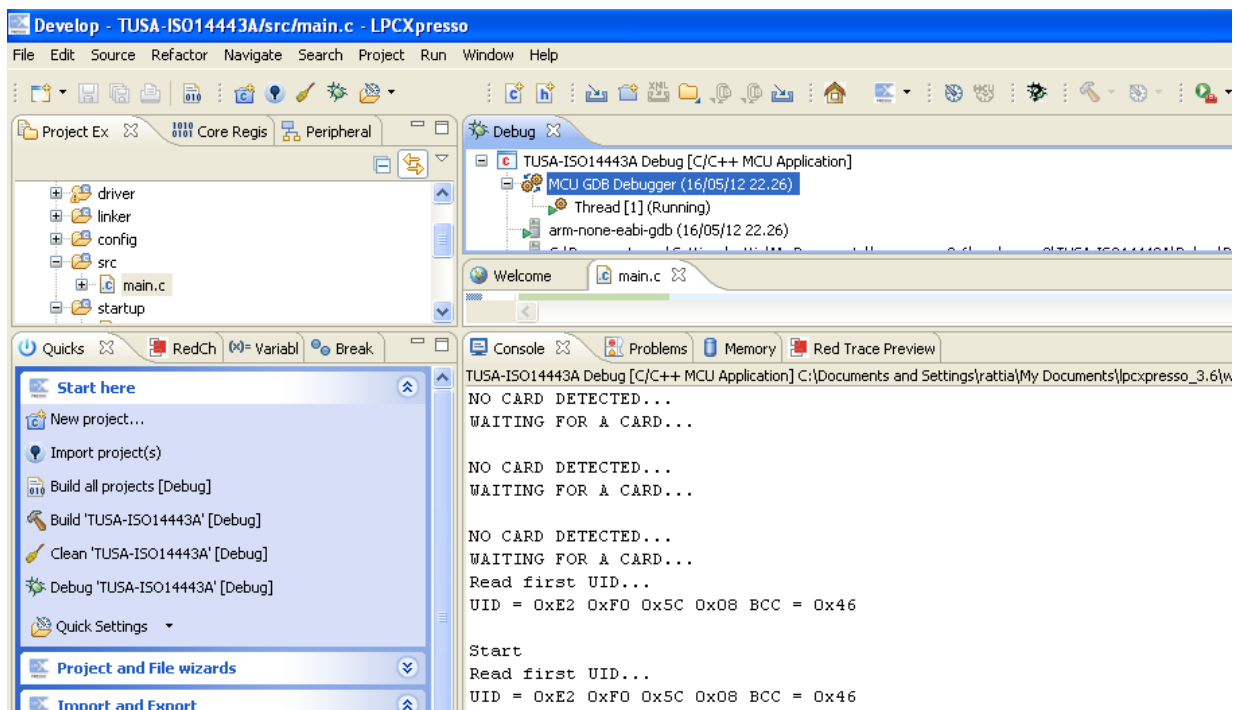 Develop - TUSA-ISO14443A/src/main.c - LPCXpresso
File Edit Source Refactor Navigate Search Project Run Window Help
Project Ex Core Regis Peripheral
driver
linker
config
src
main.c
startup
Debug
TUSA-ISO14443A Debug [C/C++ MCU Application]
MCU GDB Debugger (16/05/12 22.26)
Thread [1] (Running)
arm-none-eabi-gdb (16/05/12 22.26)
Welcome main.c
Quicks RedCh (x)= Variabl Break
Start here
New project...
Import project(s)
Build all projects [Debug]
Build 'TUSA-ISO14443A' [Debug]
Clean 'TUSA-ISO14443A' [Debug]
Debug 'TUSA-ISO14443A' [Debug]
Quick Settings
Project and File wizards
Import and Export
Console Problems Memory Red Trace Preview
TUSA-ISO14443A Debug [C/C++ MCU Application] C:\Documents and Settings\rattia\My Documents\lpcxpresso_3.6\w
NO CARD DETECTED...
WAITING FOR A CARD...
NO CARD DETECTED...
WAITING FOR A CARD...
NO CARD DETECTED...
WAITING FOR A CARD...
Read first UID...
UID = 0xE2 0xF0 0x5C 0x08 BCC = 0x46
Start
Read first UID...
UID = 0xE2 0xF0 0x5C 0x08 BCC = 0x46